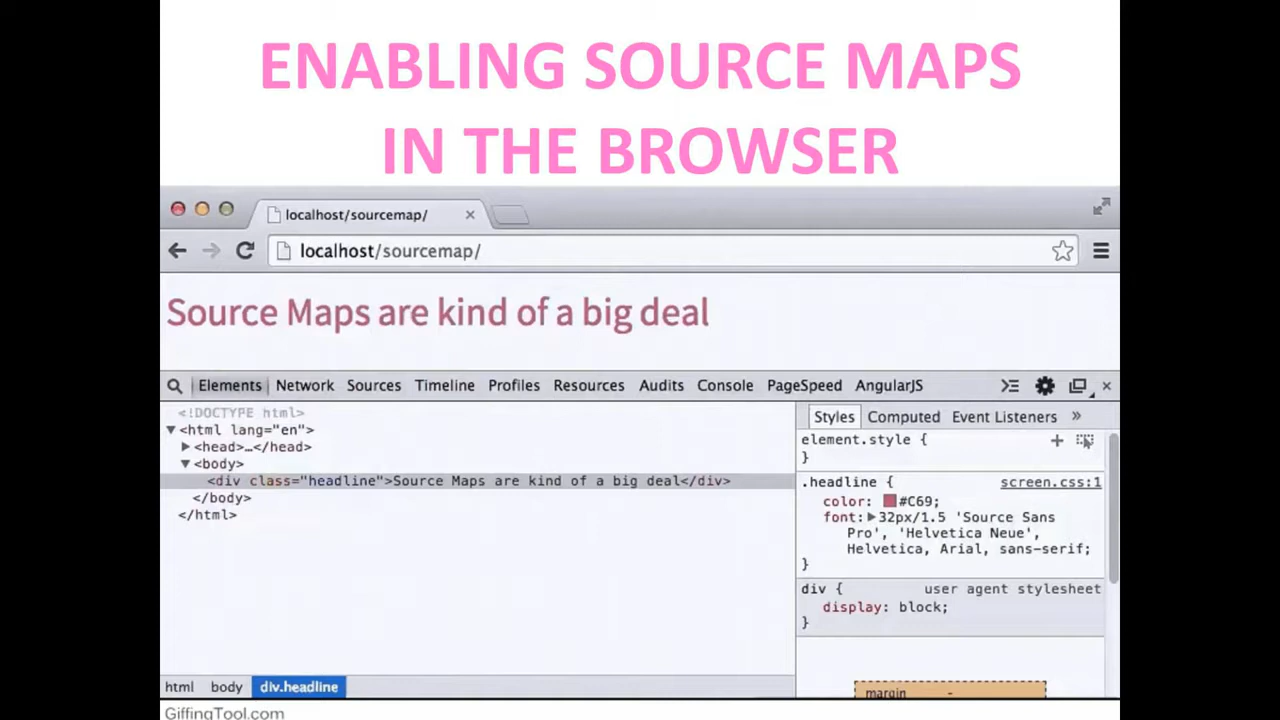 ENABLING SOURCE MAPS
IN THE BROWSER
localhost/sourcemap/
localhost/sourcemap/
Source Maps are kind of a big deal
Elements Network Sources Timeline Profiles Resources Audits Console PageSpeed AngularJS
<!DOCTYPE html>
<html lang="en">
<head>…</head>
<body>
<div class="headline">Source Maps are kind of a big deal</div>
</body>
</html>
Styles Computed Event Listeners »
element.style {
}
.headline { screen.css:1
color: #C69;
font: 32px/1.5 'Source Sans
Pro', 'Helvetica Neue',
Helvetica, Arial, sans-serif;
}
div { user agent stylesheet
display: block;
}
margin -
html body div.headline
GiffingTool.com